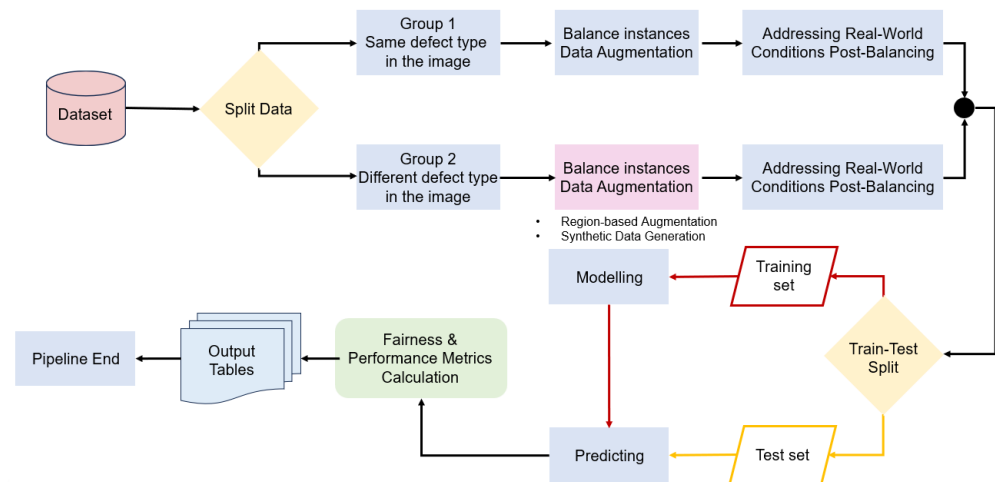 Dataset
Split Data
Group 1
Same defect type
in the image
Balance instances
Data Augmentation
Addressing Real-World
Conditions Post-Balancing
Group 2
Different defect type
in the image
Balance instances
Data Augmentation
• Region-based Augmentation
• Synthetic Data Generation
Addressing Real-World
Conditions Post-Balancing
Train-Test
Split
Training
set
Modelling
Test set
Predicting
Fairness &
Performance Metrics
Calculation
Output
Tables
Pipeline End